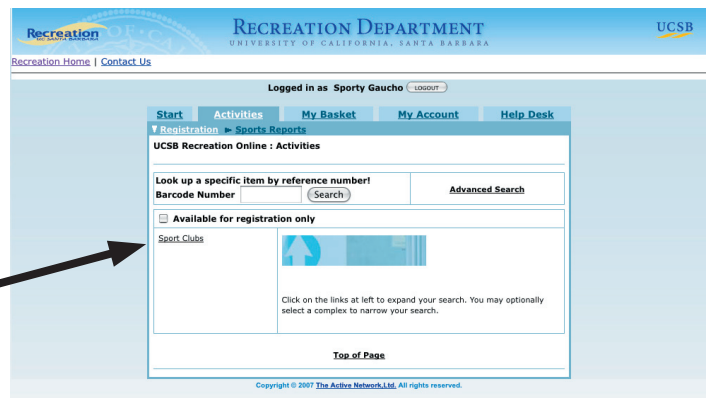 Recreation
UC SANTA BARBARA
RECREATION DEPARTMENT
UNIVERSITY OF CALIFORNIA, SANTA BARBARA
UCSB
Recreation Home | Contact Us
Logged in as Sporty Gaucho LOGOUT
Start Activities My Basket My Account Help Desk
Registration Sports Reports
UCSB Recreation Online : Activities
Look up a specific item by reference number!
Barcode Number Search
Advanced Search
Available for registration only
Sport Clubs
Click on the links at left to expand your search. You may optionally
select a complex to narrow your search.
Top of Page
Copyright © 2007 The Active Network,Ltd. All rights reserved.